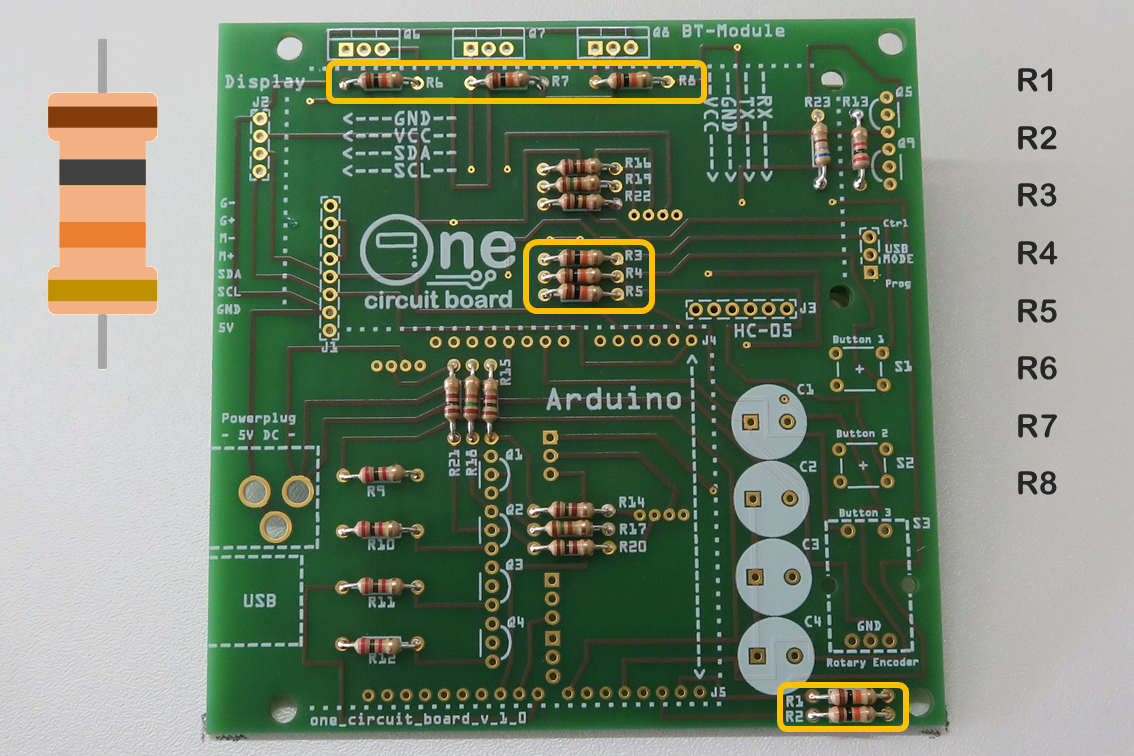 Q6
Q7
Q8
BT-Module
Display
R6
R7
R8
J2
<---GND---
<---VCC---
<---SDA---
<---SCL---
VCC--->
GND--->
TX--->
RX--->
R23
R13
Q5
Q9
R16
R19
R22
G-
G+
M-
M+
SDA
SCL
GND
5V
J1
One
circuit board
R3
R4
R5
Ctrl
USB
MODE
Prog
J3
HC-05
J4
Button 1
S1
R15
R21
R18
Arduino
C1
Powerplug
- 5V DC -
Button 2
S2
Q1
R9
C2
R14
R17
R20
Q2
R10
Button 3
S3
C3
Q3
R11
USB
Q4
R12
C4
GND
Rotary Encoder
J5
R1
R2
one_circuit_board_v_1_0
R1
R2
R3
R4
R5
R6
R7
R8